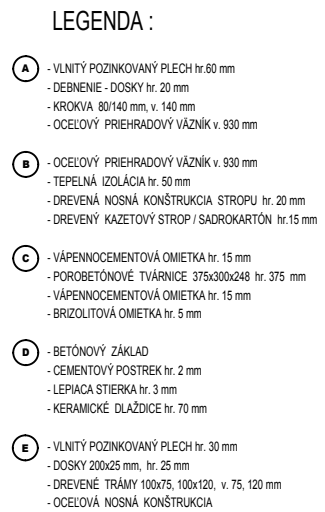 LEGENDA :
A - VLNITÝ POZINKOVANÝ PLECH hr.60 mm
- DEBNENIE - DOSKY hr. 20 mm
- KROKVA 80/140 mm, v. 140 mm
- OCEĽOVÝ PRIEHRADOVÝ VÄZNÍK v. 930 mm
B - OCEĽOVÝ PRIEHRADOVÝ VÄZNÍK v. 930 mm
- TEPELNÁ IZOLÁCIA hr. 50 mm
- DREVENÁ NOSNÁ KONŠTRUKCIA STROPU hr. 20 mm
- DREVENÝ KAZETOVÝ STROP / SADROKARTÓN hr.15 mm
C - VÁPENNOCEMENTOVÁ OMIETKA hr. 15 mm
- POROBETÓNOVÉ TVÁRNICE 375x300x248 hr. 375 mm
- VÁPENNOCEMENTOVÁ OMIETKA hr. 15 mm
- BRIZOLITOVÁ OMIETKA hr. 5 mm
D - BETÓNOVÝ ZÁKLAD
- CEMENTOVÝ POSTREK hr. 2 mm
- LEPIACA STIERKA hr. 3 mm
- KERAMICKÉ DLAŽDICE hr. 70 mm
E - VLNITÝ POZINKOVANÝ PLECH hr. 30 mm
- DOSKY 200x25 mm, hr. 25 mm
- DREVENÉ TRÁMY 100x75, 100x120, v. 75, 120 mm
- OCEĽOVÁ NOSNÁ KONŠTRUKCIA